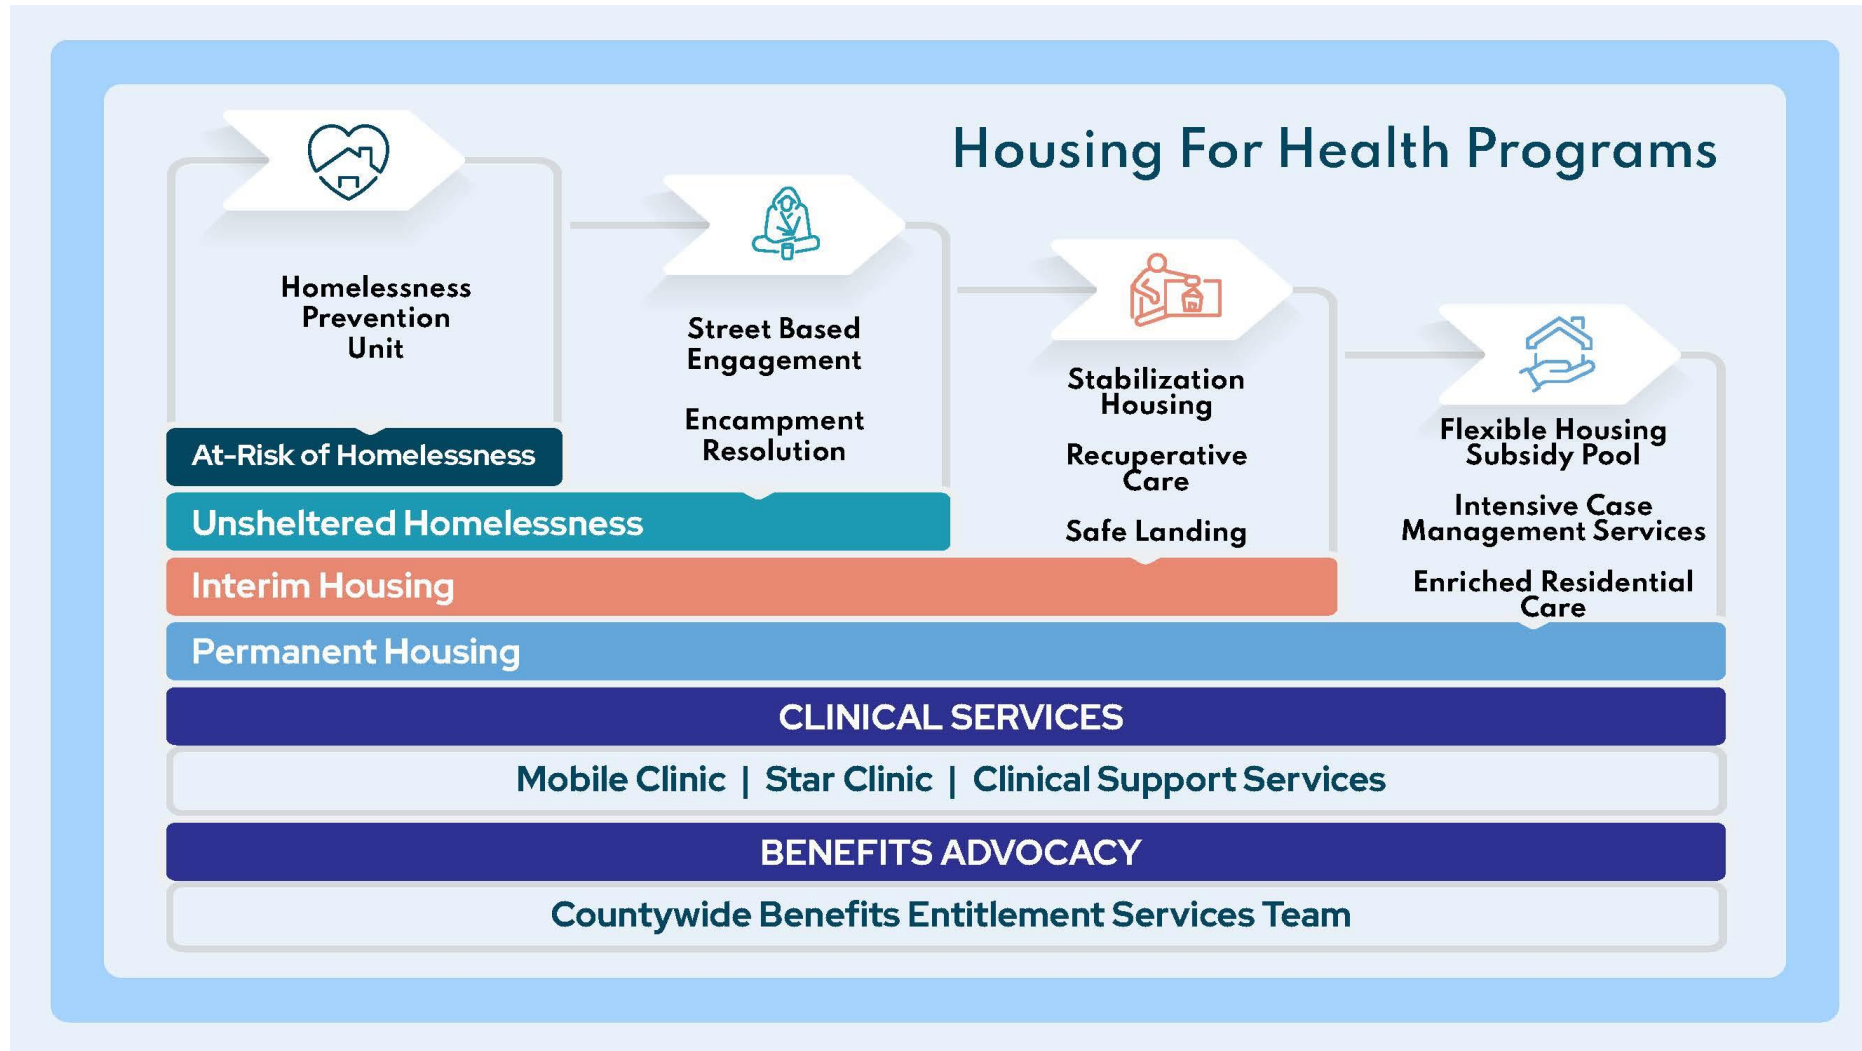 Housing For Health Programs
Homelessness
Prevention
Unit
Street Based
Engagement
Encampment
Resolution
Stabilization
Housing
Recuperative
Care
Safe Landing
Flexible Housing
Subsidy Pool
Intensive Case
Management Services
Enriched Residential
Care
At-Risk of Homelessness
Unsheltered Homelessness
Interim Housing
Permanent Housing
CLINICAL SERVICES
Mobile Clinic | Star Clinic | Clinical Support Services
BENEFITS ADVOCACY
Countywide Benefits Entitlement Services Team